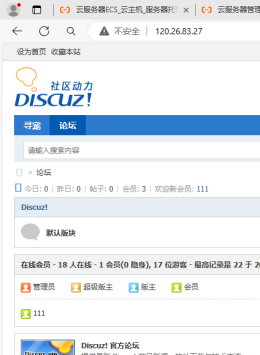 云服务器ECS_云主机_服务器托
云服务器管理
不安全 | 120.26.83.27
设为首页 收藏本站
社区动力
DISCUZ!
寻宠 论坛
请输入搜索内容
» 论坛
今日: 0 | 昨日: 0 | 帖子: 0 | 会员: 3 | 欢迎新会员: 111
Discuz!
默认版块
在线会员 - 18 人在线 - 1 会员(0 隐身), 17 位游客 - 最高记录是 22 于 20
管理员 超级版主 版主 会员
111
Discuz! 官方论坛